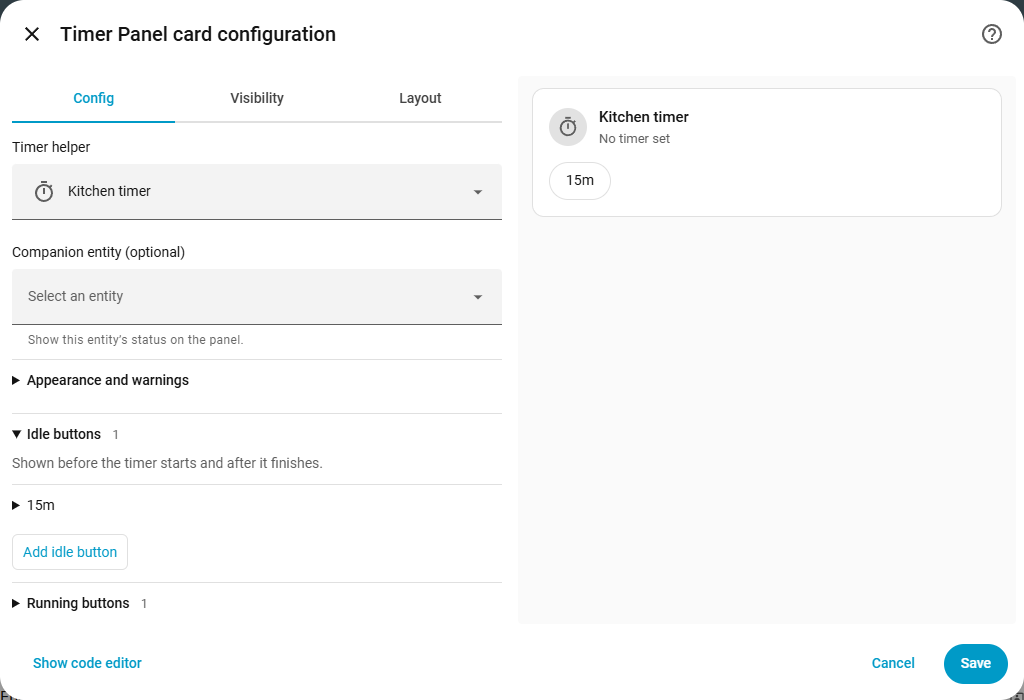 Timer Panel card configuration
Config
Visibility
Layout
Timer helper
Kitchen timer
Companion entity (optional)
Select an entity
Show this entity's status on the panel.
Appearance and warnings
Idle buttons 1
Shown before the timer starts and after it finishes.
15m
Add idle button
Running buttons 1
Kitchen timer
No timer set
15m
Show code editor
Cancel
Save